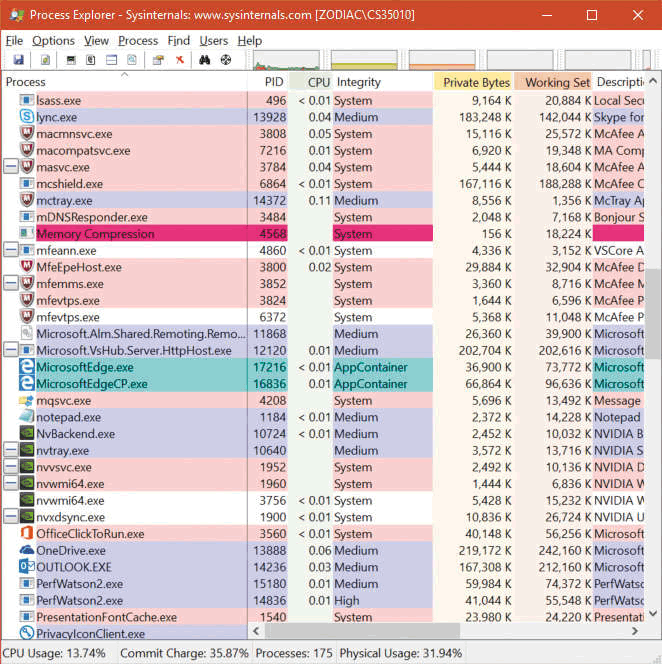 Process Explorer - Sysinternals: www.sysinternals.com [ZODIAC\CS35010]
File Options View Process Find Users Help
Process PID CPU Integrity Private Bytes Working Set Descripti
lsass.exe 496 < 0.01 System 9,164 K 20,884 K Local Secu
lync.exe 13928 0.04 Medium 183,248 K 142,044 K Skype for
macmnsvc.exe 3808 0.05 System 15,116 K 25,572 K McAfee A
macompatsvc.exe 7216 0.01 System 6,920 K 19,348 K MA Comp
masvc.exe 3784 0.04 System 5,444 K 18,604 K McAfee A
mcshield.exe 6864 < 0.01 System 167,116 K 188,288 K McAfee C
mctray.exe 14372 0.11 Medium 8,556 K 1,356 K McTray Ap
mDNSResponder.exe 3484 System 2,048 K 7,168 K Bonjour S
Memory Compression 4568 System 156 K 18,224 K
mfeann.exe 4860 < 0.01 System 4,336 K 3,152 K VSCore A
MfeEpeHost.exe 3800 0.02 System 29,884 K 32,904 K McAfee D
mfemms.exe 3852 System 3,360 K 8,716 K McAfee M
mfevtps.exe 3824 System 1,644 K 6,596 K McAfee P
mfevtps.exe 6372 System 5,368 K 11,048 K McAfee P
Microsoft.Alm.Shared.Remoting.Remo... 11868 Medium 26,360 K 39,900 K Microsoft
Microsoft.VsHub.Server.HttpHost.exe 12120 0.01 Medium 202,704 K 202,616 K Microsoft
MicrosoftEdge.exe 17216 < 0.01 AppContainer 36,900 K 73,772 K Microsoft
MicrosoftEdgeCP.exe 16836 0.01 AppContainer 66,864 K 96,636 K Microsoft
mqsvc.exe 4208 System 5,696 K 13,492 K Message
notepad.exe 1184 < 0.01 Medium 2,372 K 14,228 K Notepad
NvBackend.exe 10724 < 0.01 Medium 2,452 K 10,032 K NVIDIA B
nvtray.exe 10640 Medium 3,572 K 13,716 K NVIDIA S
nvvsvc.exe 1952 System 2,492 K 10,136 K NVIDIA D
nvwmi64.exe 1960 System 1,444 K 6,836 K NVIDIA W
nvwmi64.exe 3756 < 0.01 System 5,428 K 15,232 K NVIDIA W
nvxdsync.exe 1900 < 0.01 System 10,836 K 26,724 K NVIDIA U
OfficeClickToRun.exe 3560 < 0.01 System 40,148 K 56,256 K Microsoft
OneDrive.exe 13888 0.06 Medium 219,172 K 242,160 K Microsoft
OUTLOOK.EXE 14236 0.03 Medium 167,308 K 212,160 K Microsoft
PerfWatson2.exe 15180 0.01 Medium 59,984 K 74,372 K PerfWatso
PerfWatson2.exe 14836 0.01 High 41,044 K 55,548 K PerfWatso
PresentationFontCache.exe 1540 System 23,980 K 24,220 K Presentati
PrivacyIconClient.exe
CPU Usage: 13.74% Commit Charge: 35.87% Processes: 175 Physical Usage: 31.94%